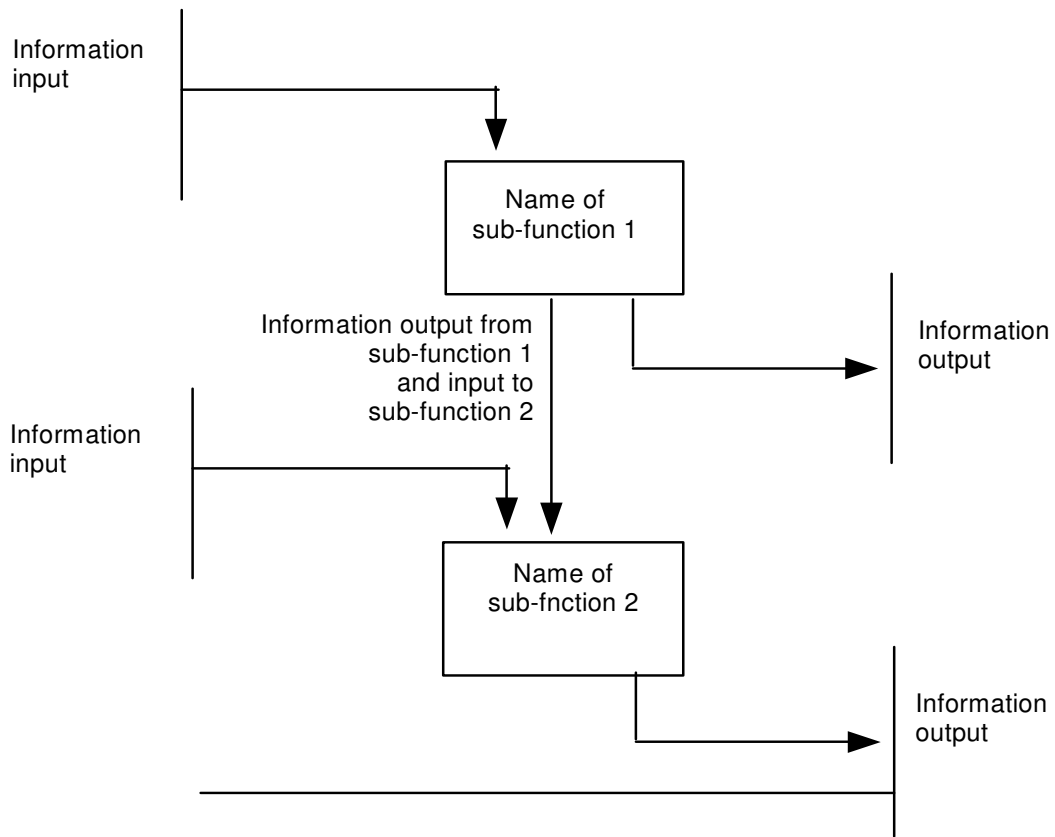 Information
input
Name of
sub-function 1
Information output from
sub-function 1
and input to
sub-function 2
Information
output
Information
input
Name of
sub-fnction 2
Information
output